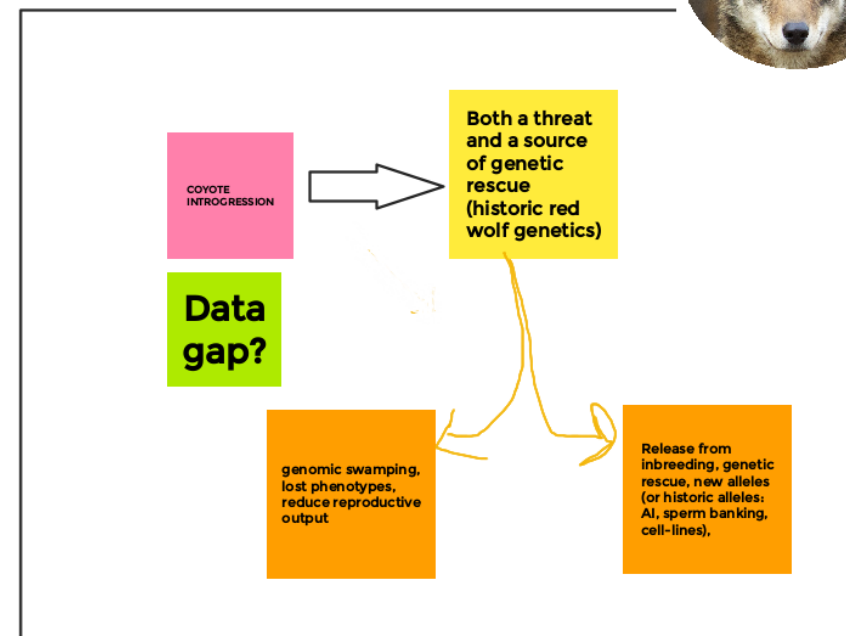 Both a threat
and a source
of genetic
rescue
(historic red
wolf genetics)
COYOTE
INTROGRESSION
Data
gap?
genomic swamping,
lost phenotypes,
reduce reproductive
output
Release from
inbreeding, genetic
rescue, new alleles
(or historic alleles:
AI, sperm banking,
cell-lines),